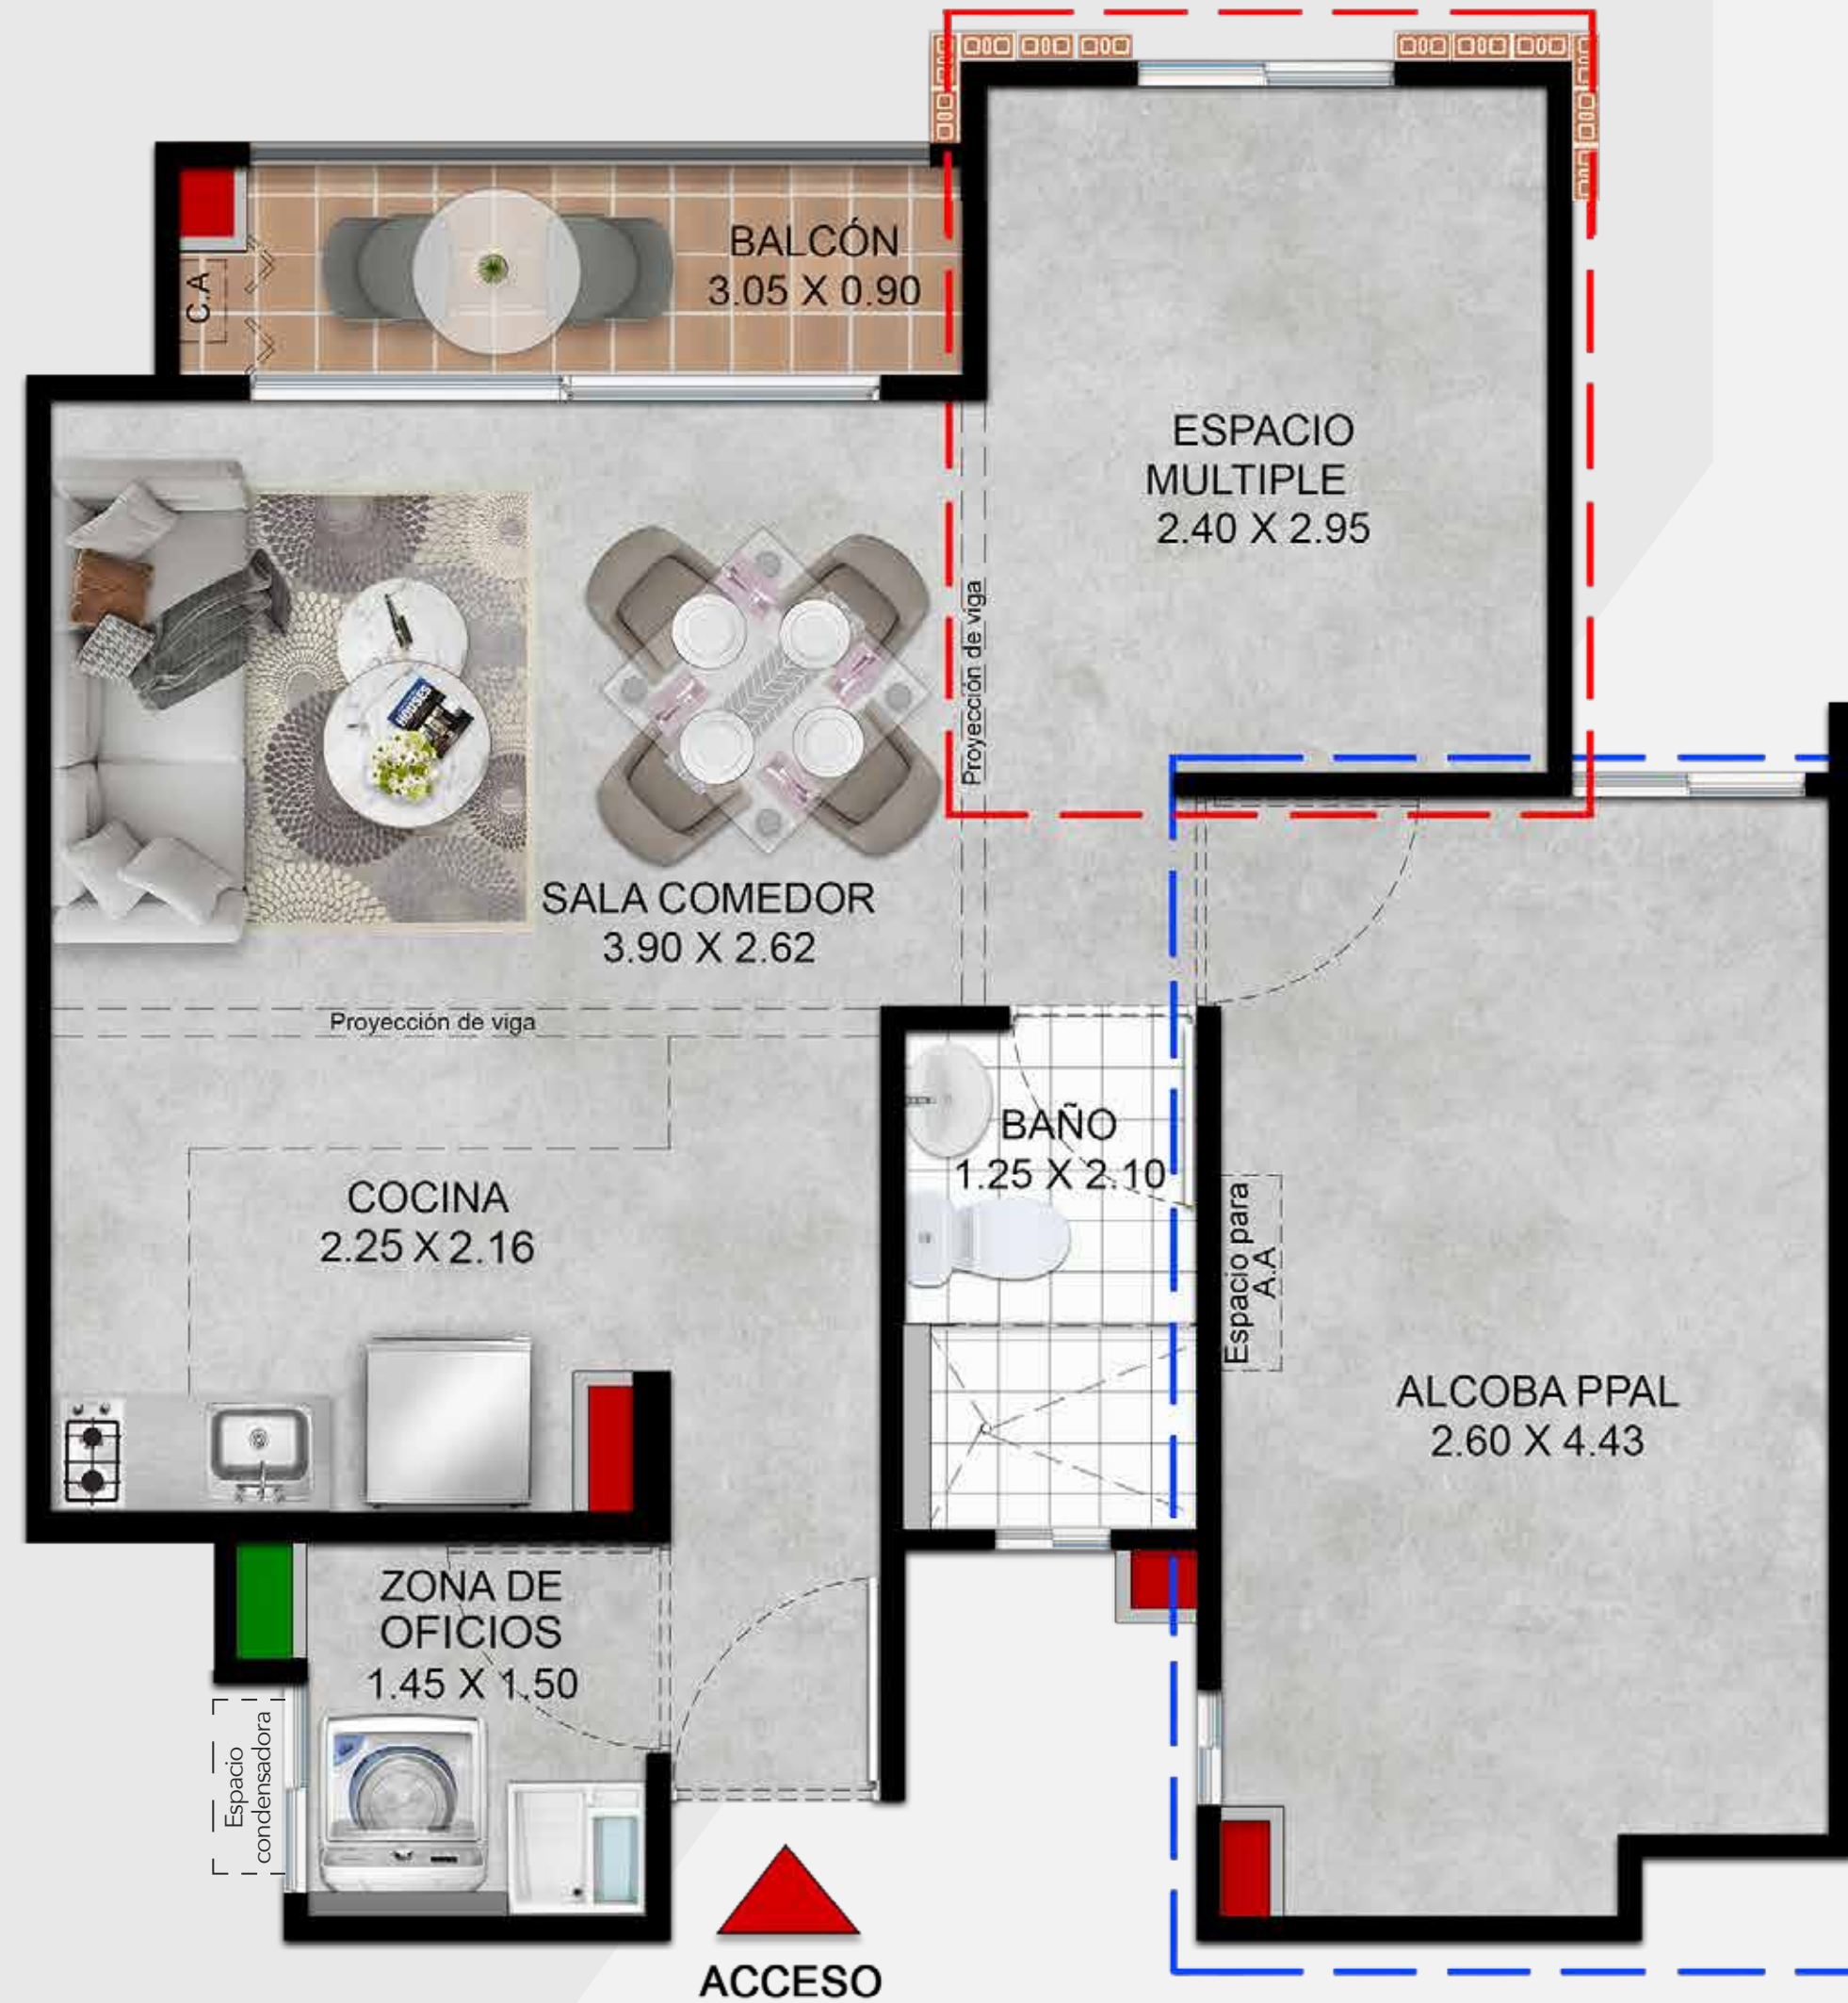 BALCÓN
3.05 X 0.90
C.A
ESPACIO
MULTIPLE
2.40 X 2.95
HOUSES
Proyección de viga
SALA COMEDOR
3.90 X 2.62
Proyección de viga
BAÑO
1.25 X 2.10
COCINA
2.25 X 2.16
Espacio para
A.A
ALCOBA PPAL
2.60 X 4.43
ZONA DE
OFICIOS
1.45 X 1.50
Espacio
condensadora
ACCESO